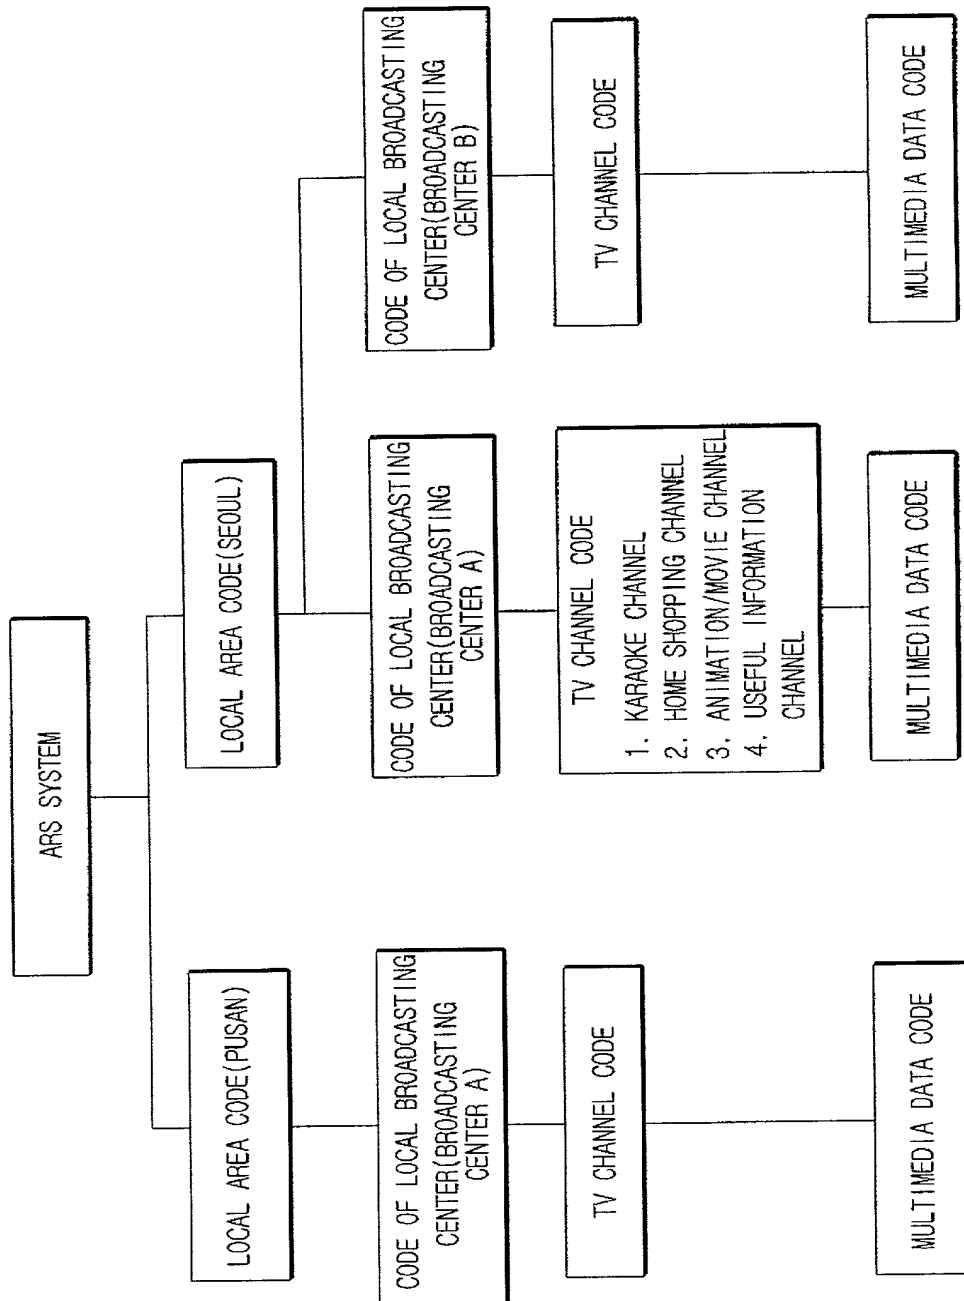 ARS SYSTEM
LOCAL AREA CODE(PUSAN)
LOCAL AREA CODE(SEOUL)
CODE OF LOCAL BROADCASTING
CENTER(BROADCASTING
CENTER A)
CODE OF LOCAL BROADCASTING
CENTER(BROADCASTING
CENTER A)
CODE OF LOCAL BROADCASTING
CENTER(BROADCASTING
CENTER B)
TV CHANNEL CODE
TV CHANNEL CODE
1. KARAOKE CHANNEL
2. HOME SHOPPING CHANNEL
3. ANIMATION/MOVIE CHANNEL
4. USEFUL INFORMATION
CHANNEL
TV CHANNEL CODE
MULTIMEDIA DATA CODE
MULTIMEDIA DATA CODE
MULTIMEDIA DATA CODE